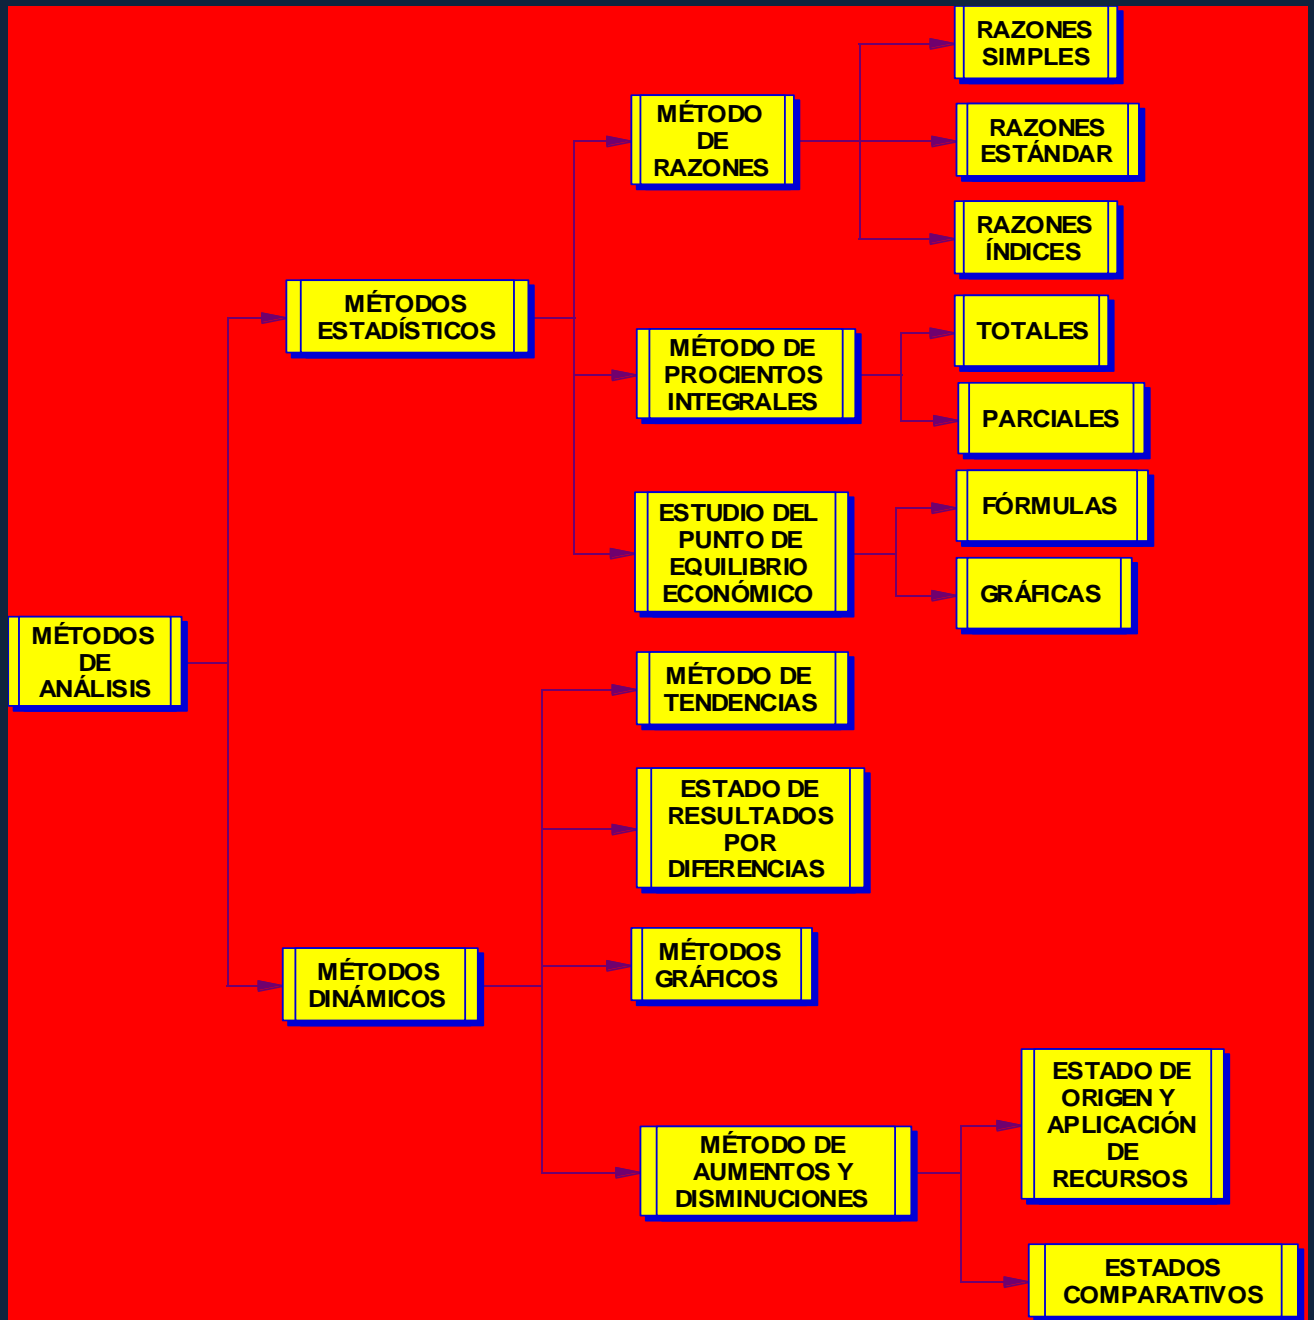 RAZONES
SIMPLES
MÉTODO
DE
RAZONES
RAZONES
ESTÁNDAR
RAZONES
ÍNDICES
MÉTODOS
ESTADÍSTICOS
MÉTODO DE
PROCIENTOS
INTEGRALES
TOTALES
PARCIALES
ESTUDIO DEL
PUNTO DE
EQUILIBRIO
ECONÓMICO
FÓRMULAS
GRÁFICAS
MÉTODOS
DE
ANÁLISIS
MÉTODO DE
TENDENCIAS
ESTADO DE
RESULTADOS
POR
DIFERENCIAS
MÉTODOS
DINÁMICOS
MÉTODOS
GRÁFICOS
MÉTODO DE
AUMENTOS Y
DISMINUCIONES
ESTADO DE
ORIGEN Y
APLICACIÓN
DE
RECURSOS
ESTADOS
COMPARATIVOS